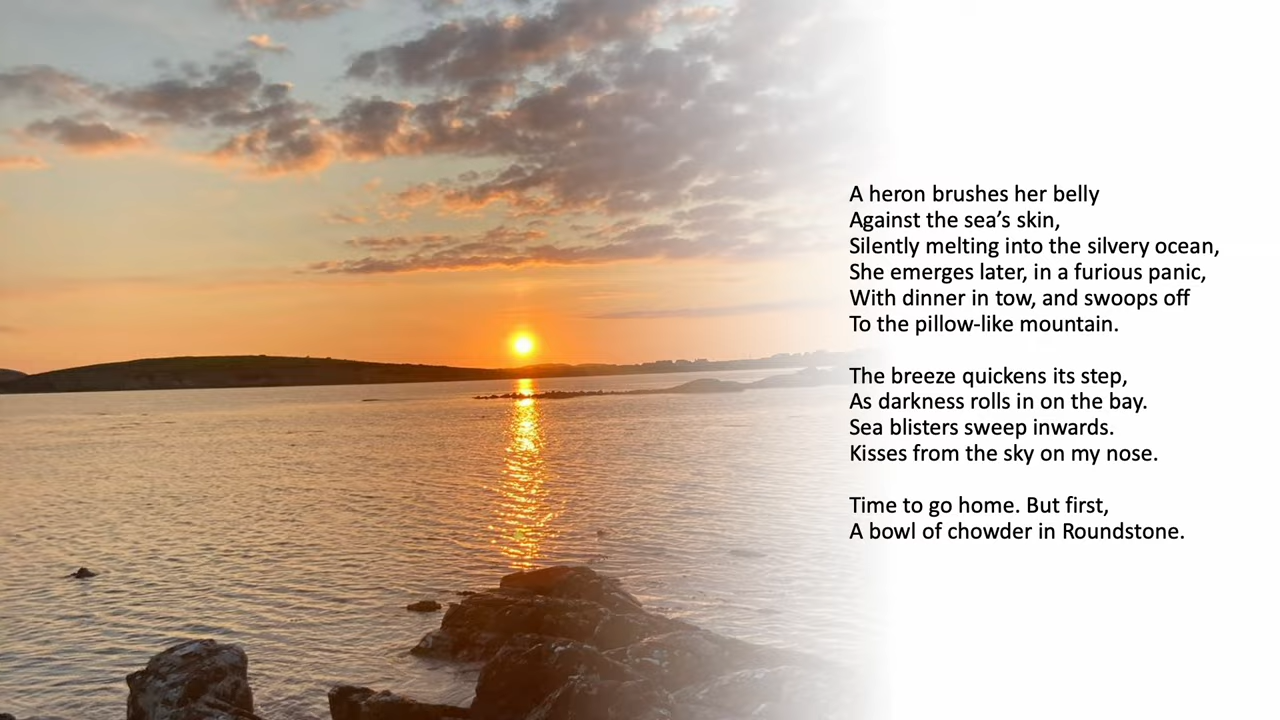 A heron brushes her belly
Against the sea’s skin,
Silently melting into the silvery ocean,
She emerges later, in a furious panic,
With dinner in tow, and swoops off
To the pillow-like mountain.
The breeze quickens its step,
As darkness rolls in on the bay.
Sea blisters sweep inwards.
Kisses from the sky on my nose.
Time to go home. But first,
A bowl of chowder in Roundstone.